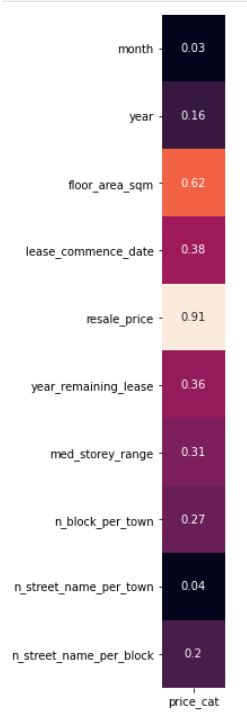 month 0.03
year 0.16
floor_area_sqm 0.62
lease_commence_date 0.38
resale_price 0.91
year_remaining_lease 0.36
med_storey_range 0.31
n_block_per_town 0.27
n_street_name_per_town 0.04
n_street_name_per_block 0.2
price_cat